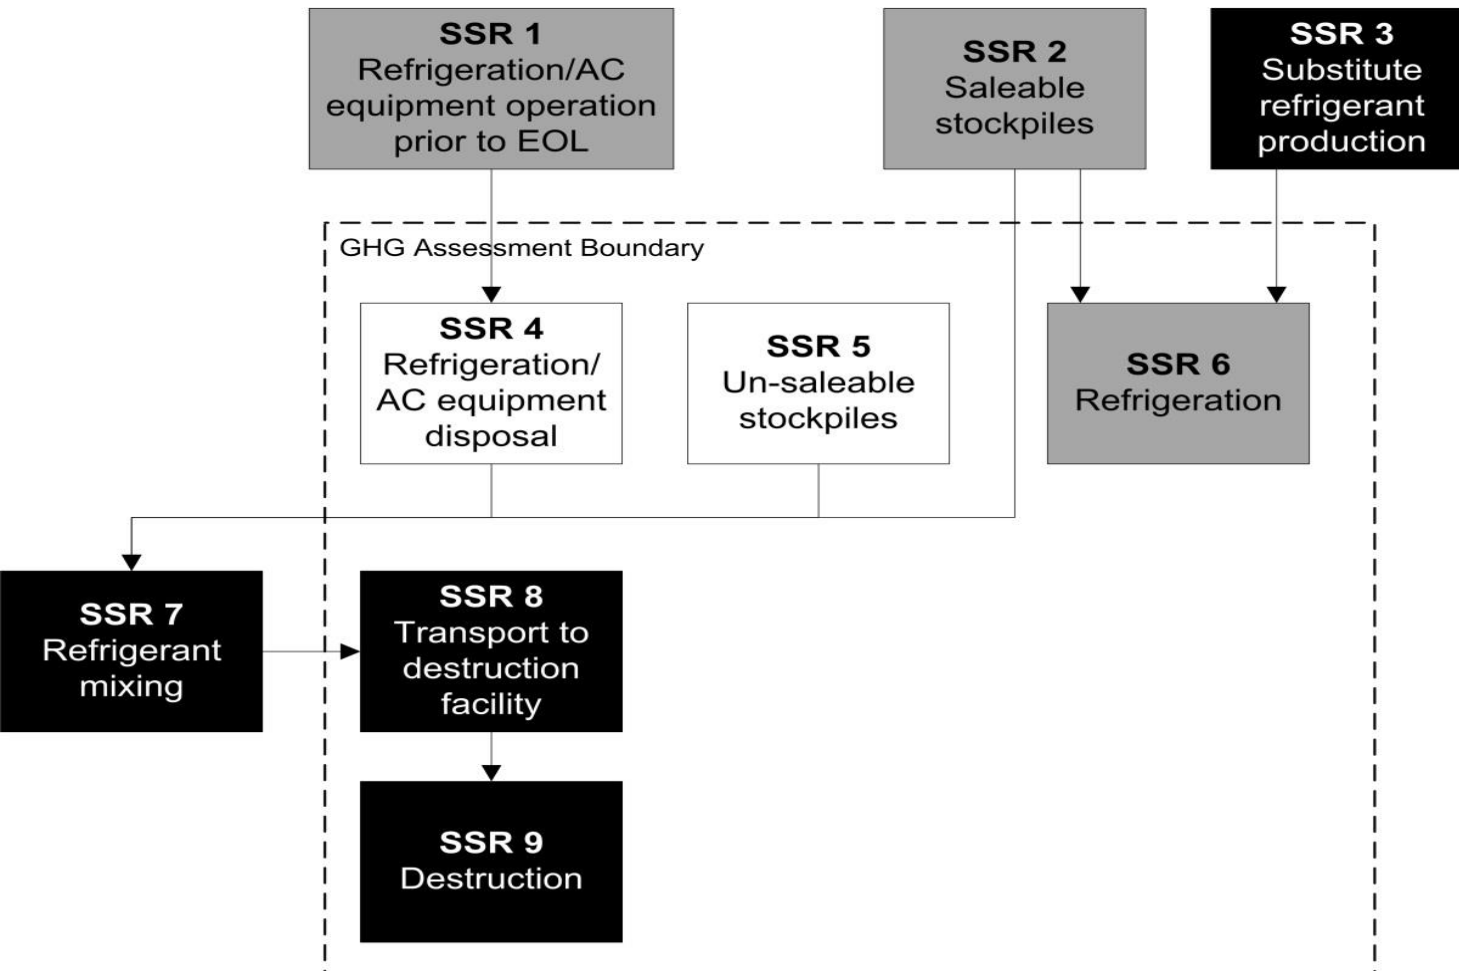 SSR 1
Refrigeration/AC
equipment operation
prior to EOL
SSR 2
Saleable
stockpiles
SSR 3
Substitute
refrigerant
production
GHG Assessment Boundary
SSR 4
Refrigeration/
AC equipment
disposal
SSR 5
Un-saleable
stockpiles
SSR 6
Refrigeration
SSR 7
Refrigerant
mixing
SSR 8
Transport to
destruction
facility
SSR 9
Destruction